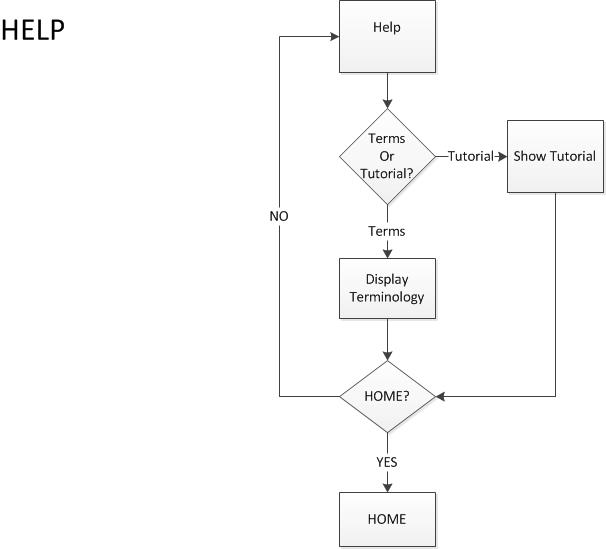 HELP
Help
Terms
Or
Tutorial?
Tutorial
Show Tutorial
NO
Terms
Display
Terminology
HOME?
YES
HOME